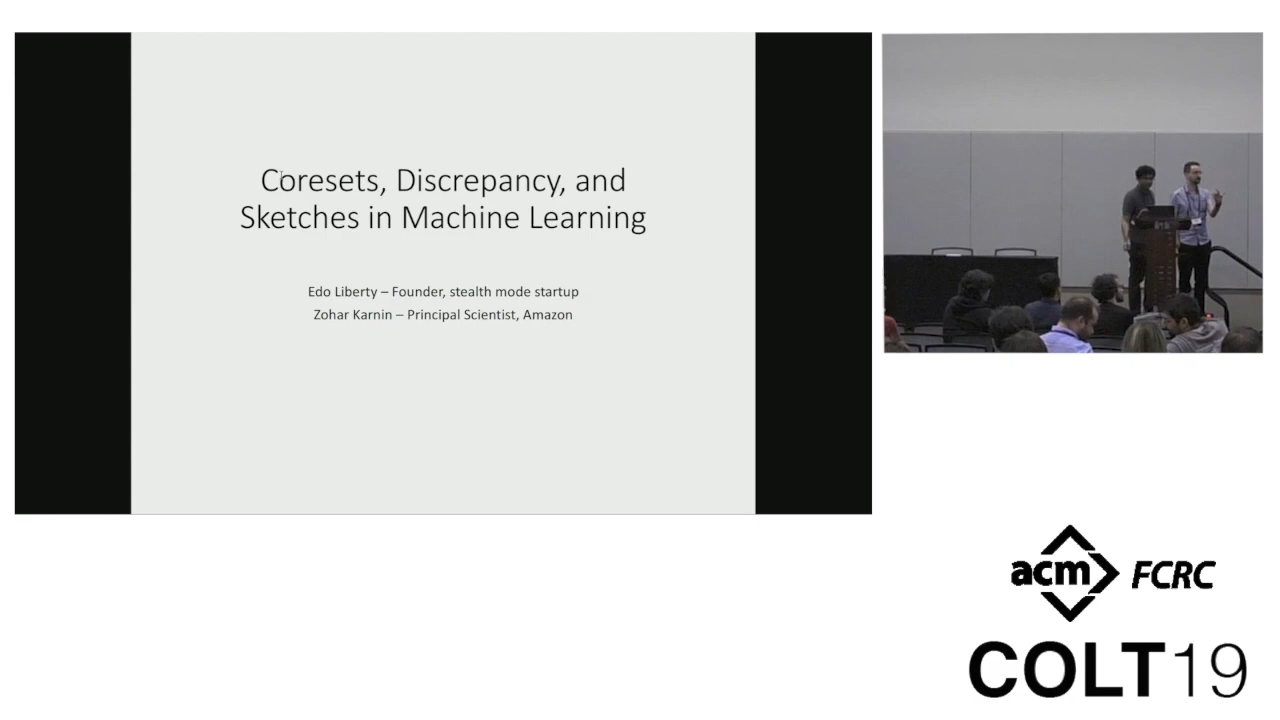 Coresets, Discrepancy, and
Sketches in Machine Learning
Edo Liberty – Founder, stealth mode startup
Zohar Karnin – Principal Scientist, Amazon
acm FCRC
COLT19